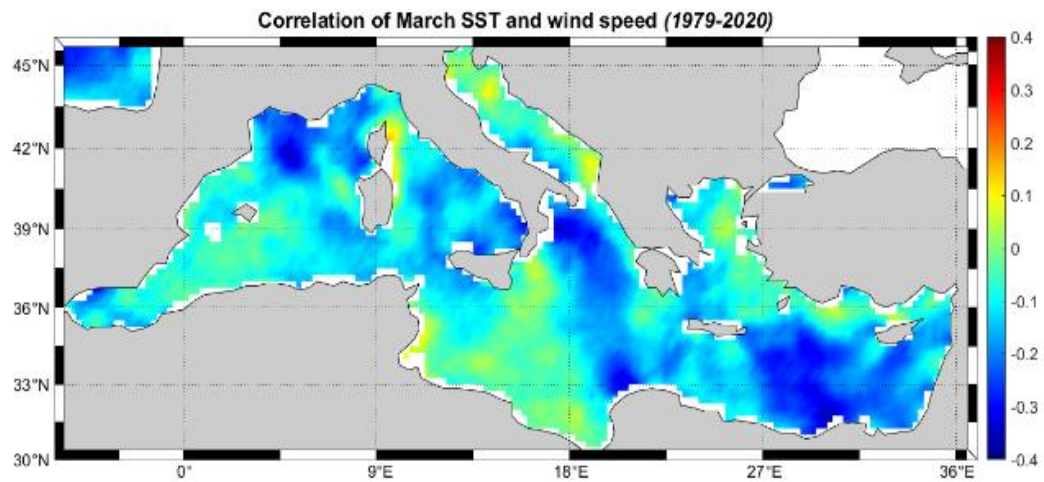 Correlation of March SST and wind speed (1979-2020)
45°N
42°N
39°N
36°N
33°N
30°N
0°
9°E
18°E
27°E
36°E
0.4
0.3
0.2
0.1
0
-0.1
-0.2
-0.3
-0.4